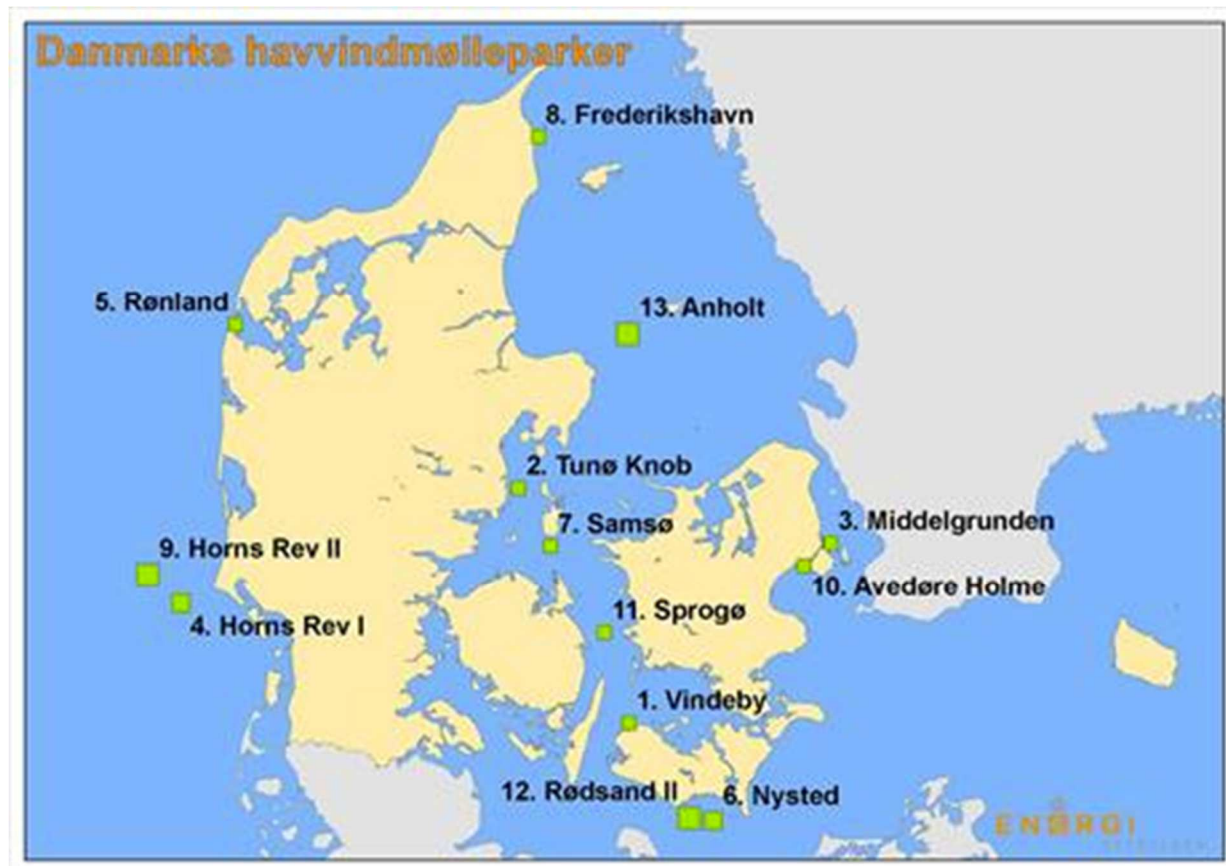 Danmarks havvindmølleparker
8. Frederikshavn
5. Rønland
13. Anholt
2. Tunø Knob
7. Samsø
3. Middelgrunden
9. Horns Rev II
10. Avedøre Holme
4. Horns Rev I
11. Sprogø
1. Vindeby
12. Rødsand II
6. Nysted
ENERGI